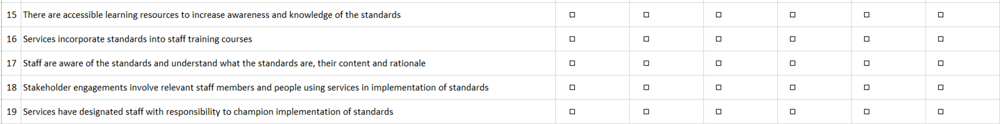 15 There are accessible learning resources to increase awareness and knowledge of the standards
16 Services incorporate standards into staff training courses
17 Staff are aware of the standards and understand what the standards are, their content and rationale
18 Stakeholder engagements involve relevant staff members and people using services in implementation of standards
19 Services have designated staff with responsibility to champion implementation of standards